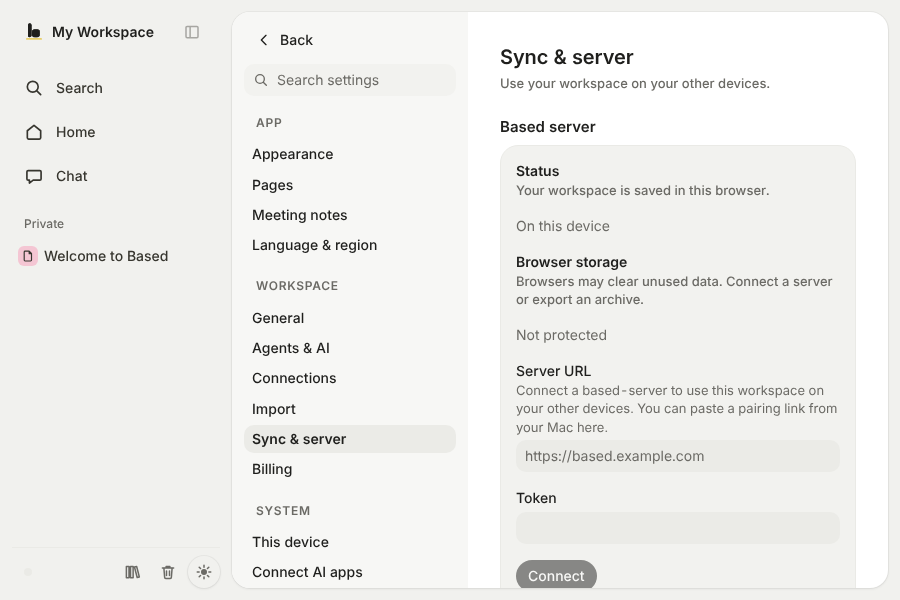 My Workspace
Search
Home
Chat
Private
Welcome to Based
Back
Search settings
APP
Appearance
Pages
Meeting notes
Language & region
WORKSPACE
General
Agents & AI
Connections
Import
Sync & server
Billing
SYSTEM
This device
Connect AI apps
Sync & server
Use your workspace on your other devices.
Based server
Status
Your workspace is saved in this browser.
On this device
Browser storage
Browsers may clear unused data. Connect a server
or export an archive.
Not protected
Server URL
Connect a based-server to use this workspace on
your other devices. You can paste a pairing link from
your Mac here.
https://based.example.com
Token
Connect